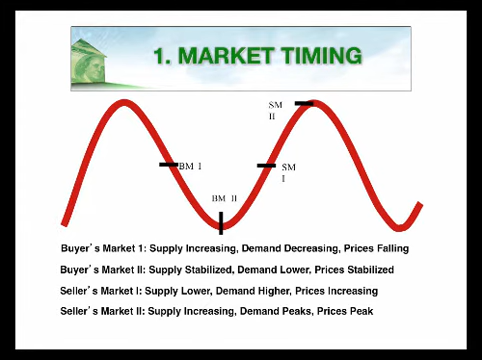 1. MARKET TIMING
SM
II
BM I
SM
I
BM II
Buyer's Market 1: Supply Increasing, Demand Decreasing, Prices Falling
Buyer's Market II: Supply Stabilized, Demand Lower, Prices Stabilized
Seller's Market I: Supply Lower, Demand Higher, Prices Increasing
Seller's Market II: Supply Increasing, Demand Peaks, Prices Peak